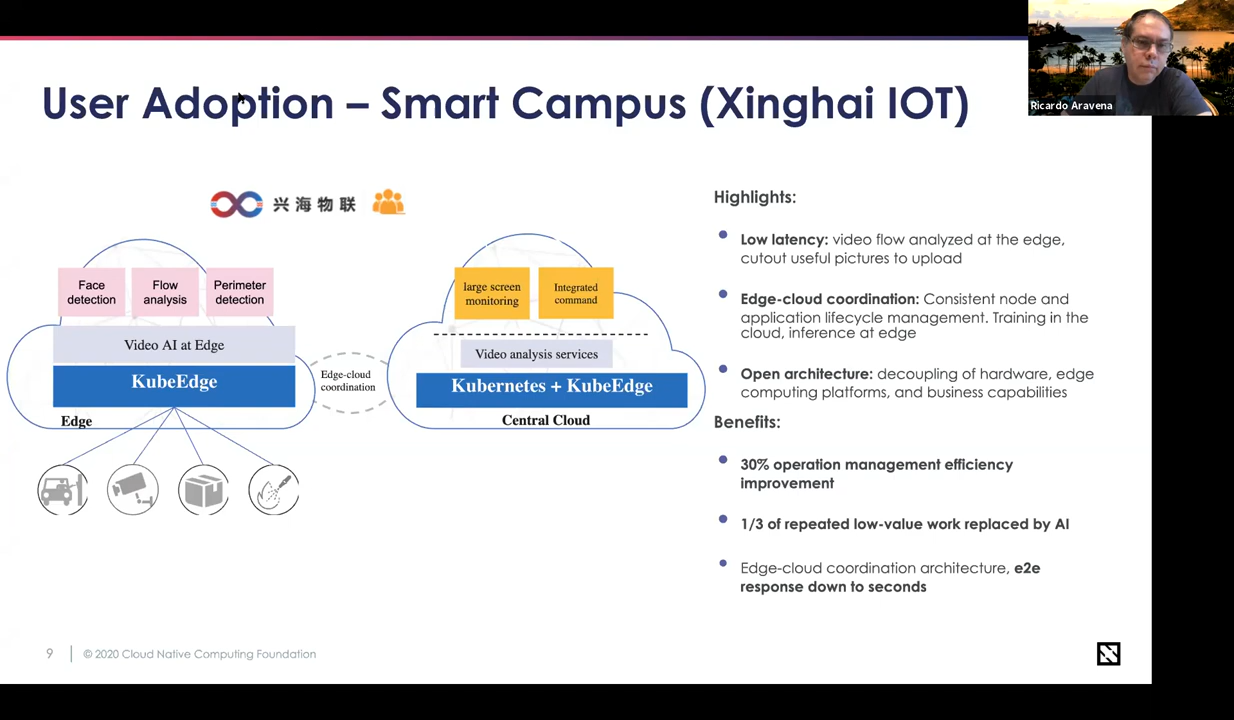 User Adoption – Smart Campus (Xinghai IOT)
Ricardo Aravena
兴海物联
Face
detection
Flow
analysis
Perimeter
detection
Video AI at Edge
KubeEdge
Edge
Edge-cloud
coordination
large screen
monitoring
Integrated
command
Video analysis services
Kubernetes + KubeEdge
Central Cloud
Highlights:
Low latency: video flow analyzed at the edge,
cutout useful pictures to upload
Edge-cloud coordination: Consistent node and
application lifecycle management. Training in the
cloud, inference at edge
Open architecture: decoupling of hardware, edge
computing platforms, and business capabilities
Benefits:
30% operation management efficiency
improvement
1/3 of repeated low-value work replaced by AI
Edge-cloud coordination architecture, e2e
response down to seconds
9
© 2020 Cloud Native Computing Foundation